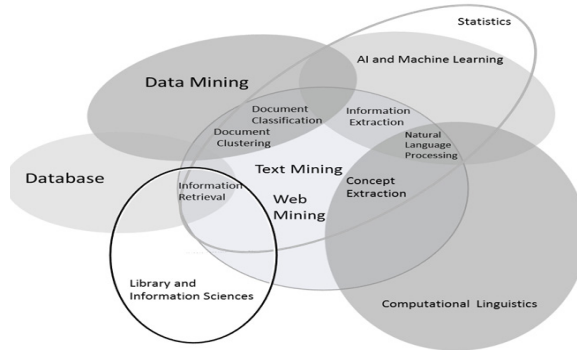 Statistics
AI and Machine Learning
Data Mining
Document
Classification
Information
Extraction
Document
Clustering
Natural
Language
Processing
Text Mining
Database
Information
Retrieval
Concept
Extraction
Web
Mining
Library and
Information Sciences
Computational Linguistics